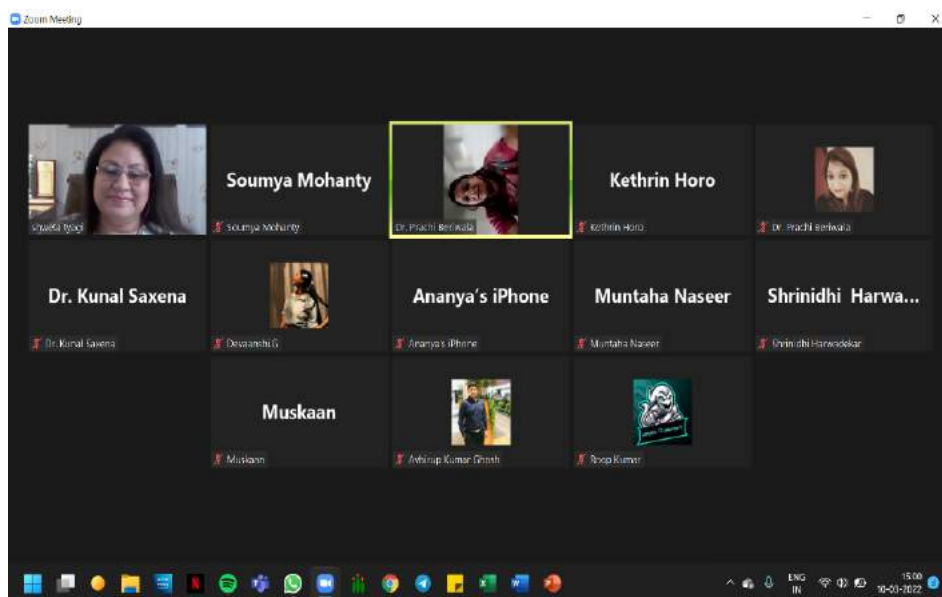 Zoom Meeting
shweta tyagi
Soumya Mohanty
Soumya Mohanty
Dr. Prachi Beriwala
Kethrin Horo
Kethrin Horo
Dr. Prachi Beriwala
Dr. Kunal Saxena
Dr. Kunal Saxena
Devaanshi.G
Ananya's iPhone
Ananya's iPhone
Muntaha Naseer
Muntaha Naseer
Shrinidhi Harwa...
Shrinidhi Harwadekar
Muskaan
Muskaan
Avhirup Kumar Ghosh
Roop Kumar
ENG
IN
15:00
10-03-2022